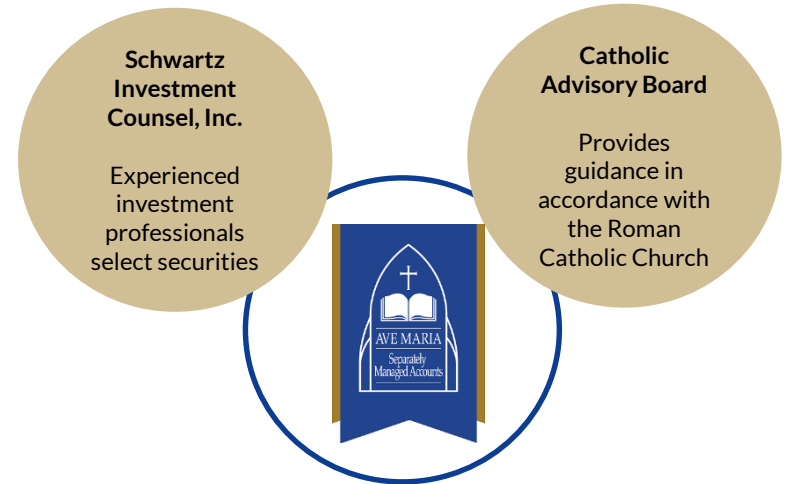 Schwartz
Investment
Counsel, Inc.
Experienced
investment
professionals
select securities
Catholic
Advisory Board
Provides
guidance in
accordance with
the Roman
Catholic Church
AVE MARIA
Separately
Managed Accounts